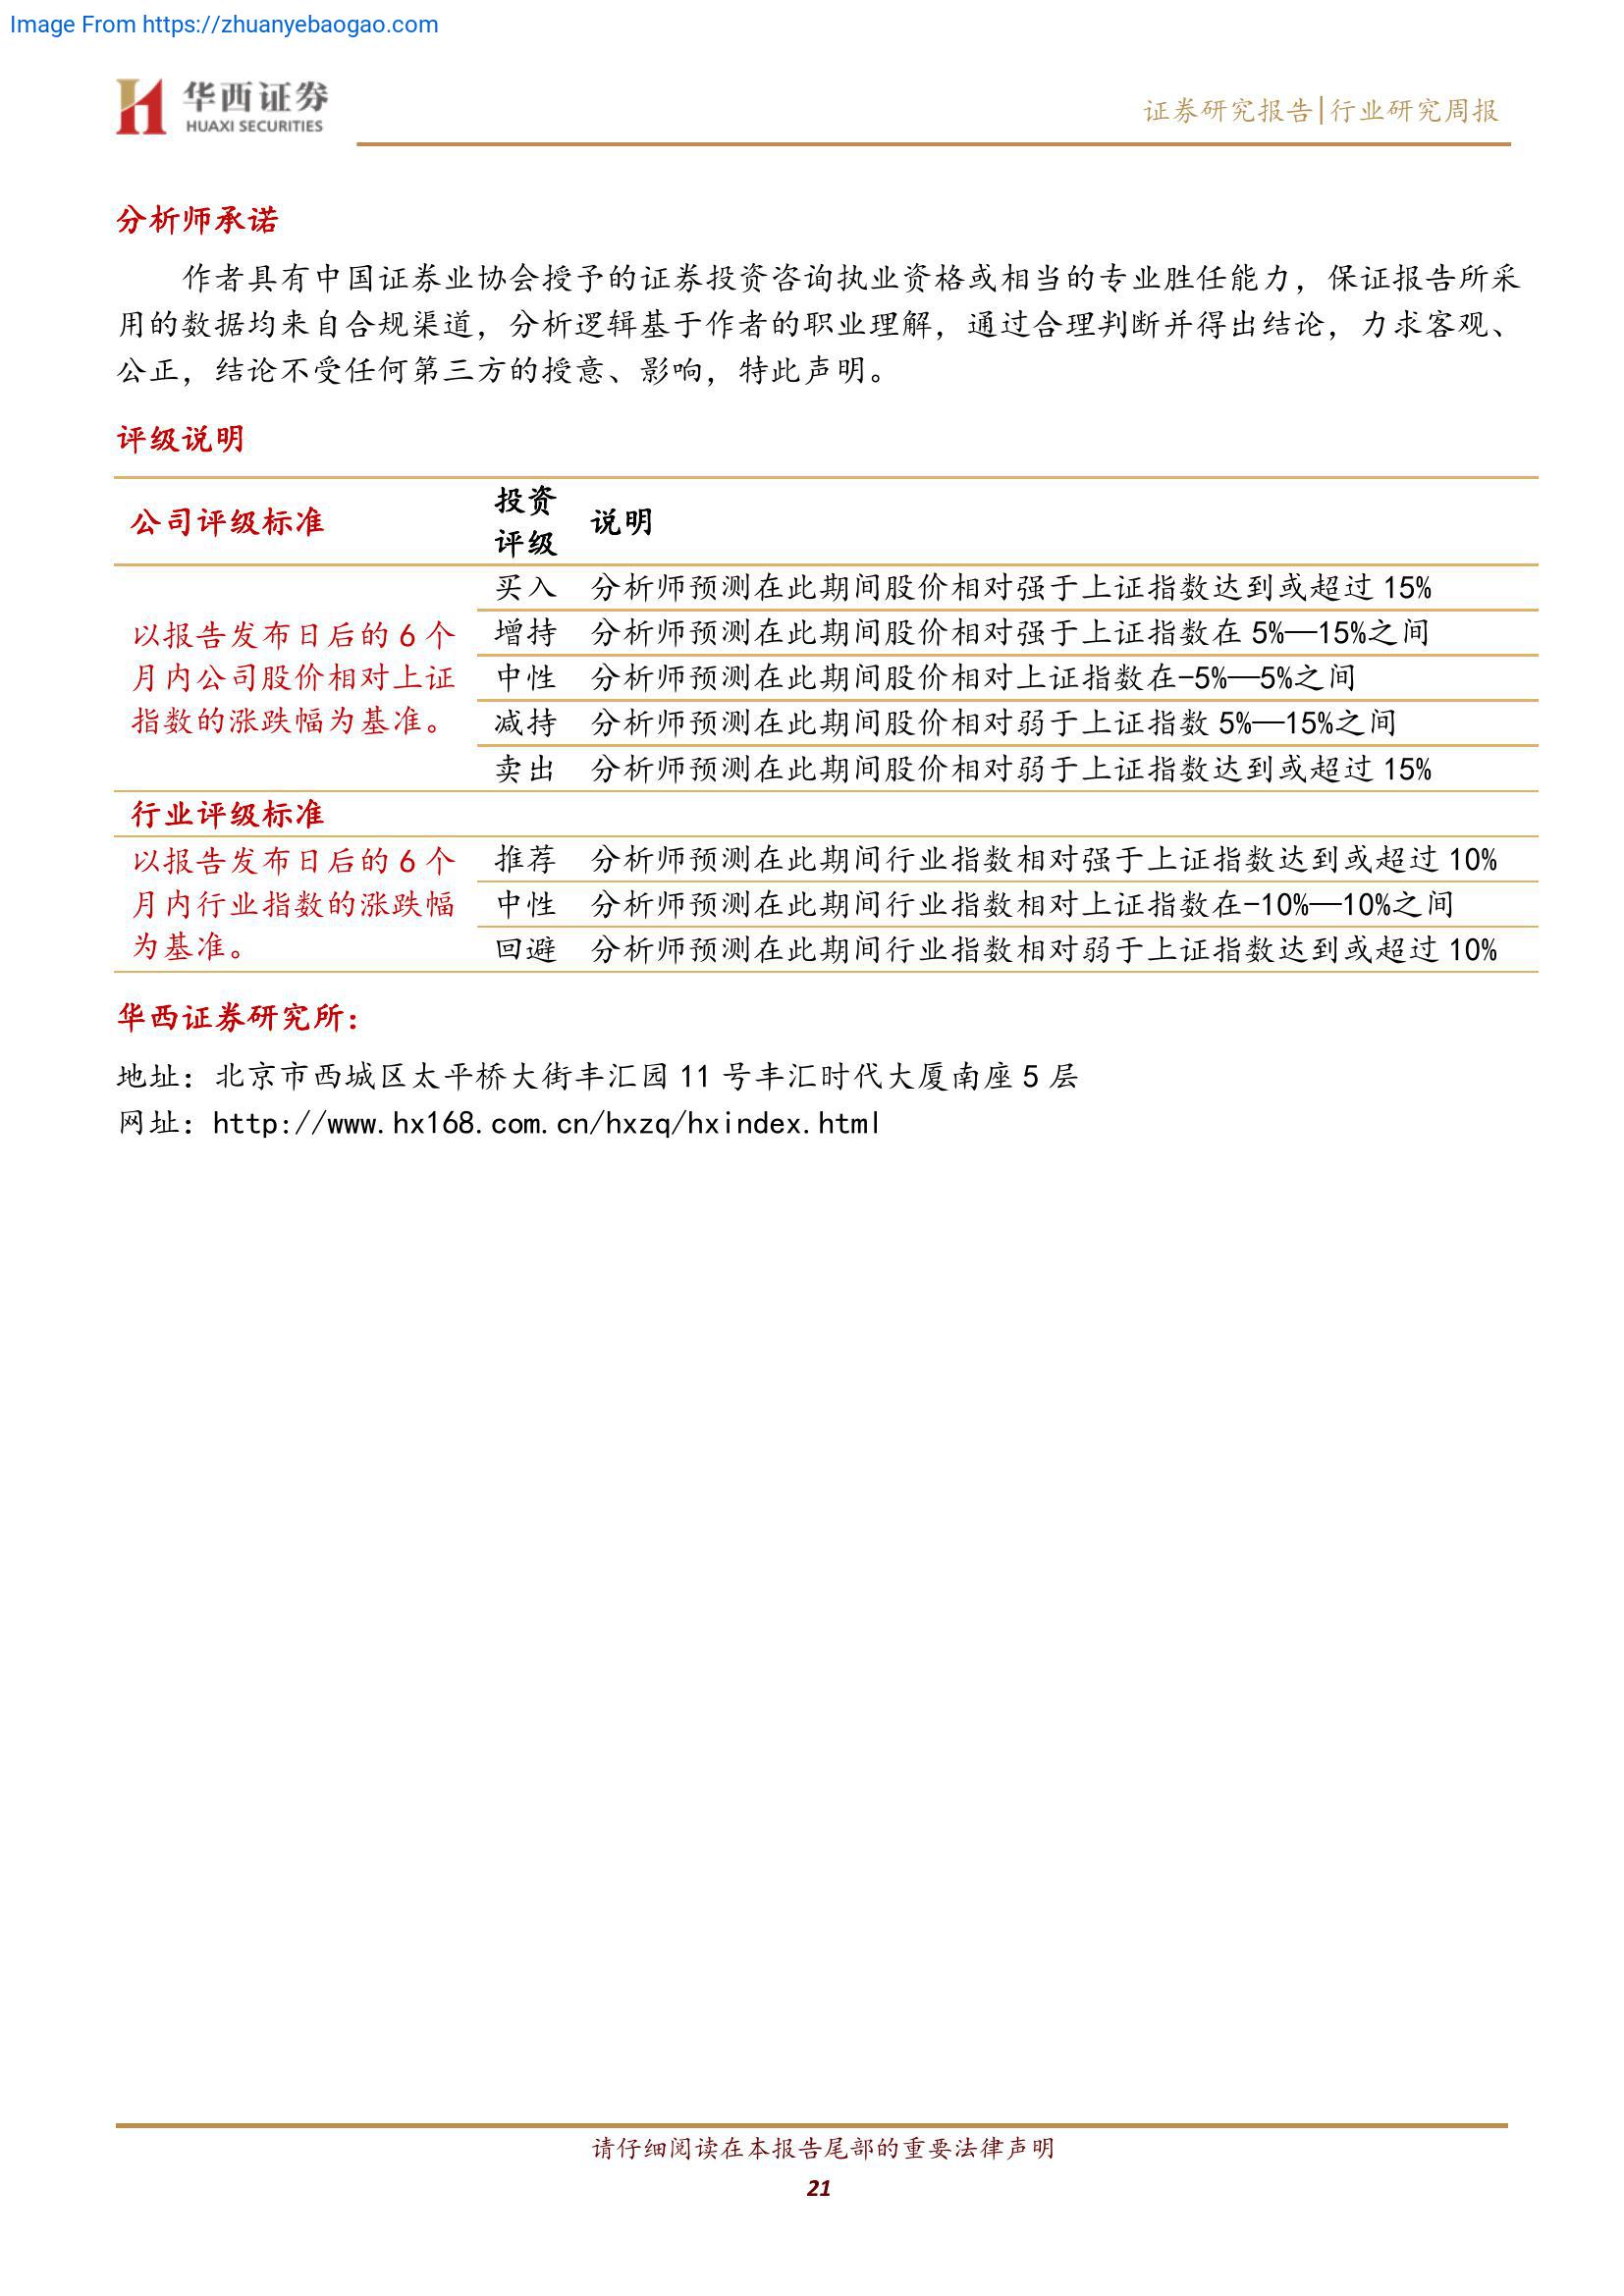 Image From https://zhuanyebaogao.com
华西证券
HUAXI SECURITIES
证券研究报告|行业研究周报
分析师承诺
作者具有中国证券业协会授予的证券投资咨询执业资格或相当的专业胜任能力，保证报告所采
用的数据均来自合规渠道，分析逻辑基于作者的职业理解，通过合理判断并得出结论，力求客观、
公正，结论不受任何第三方的授意、影响，特此声明。
评级说明
公司评级标准
投资
评级
说明
以报告发布日后的 6 个
月内公司股价相对上证
指数的涨跌幅为基准。
买入 分析师预测在此期间股价相对强于上证指数达到或超过 15%
增持 分析师预测在此期间股价相对强于上证指数在 5%—15%之间
中性 分析师预测在此期间股价相对上证指数在-5%—5%之间
减持 分析师预测在此期间股价相对弱于上证指数 5%—15%之间
卖出 分析师预测在此期间股价相对弱于上证指数达到或超过 15%
行业评级标准
以报告发布日后的 6 个
月内行业指数的涨跌幅
为基准。
推荐 分析师预测在此期间行业指数相对强于上证指数达到或超过 10%
中性 分析师预测在此期间行业指数相对上证指数在-10%—10%之间
回避 分析师预测在此期间行业指数相对弱于上证指数达到或超过 10%
华西证券研究所：
地址：北京市西城区太平桥大街丰汇园 11 号丰汇时代大厦南座 5 层
网址：http://www.hx168.com.cn/hxzq/hxindex.html
请仔细阅读在本报告尾部的重要法律声明
21